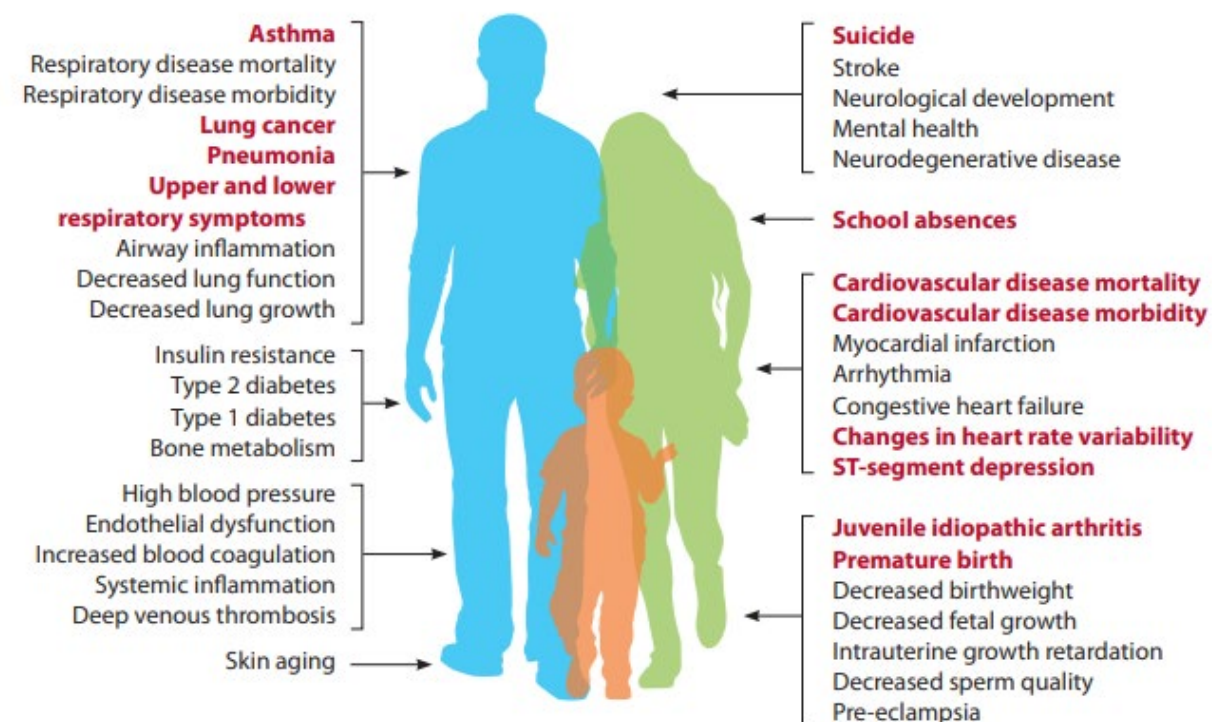 Asthma
Respiratory disease mortality
Respiratory disease morbidity
Lung cancer
Pneumonia
Upper and lower
respiratory symptoms
Airway inflammation
Decreased lung function
Decreased lung growth
Insulin resistance
Type 2 diabetes
Type 1 diabetes
Bone metabolism
High blood pressure
Endothelial dysfunction
Increased blood coagulation
Systemic inflammation
Deep venous thrombosis
Skin aging
Suicide
Stroke
Neurological development
Mental health
Neurodegenerative disease
School absences
Cardiovascular disease mortality
Cardiovascular disease morbidity
Myocardial infarction
Arrhythmia
Congestive heart failure
Changes in heart rate variability
ST-segment depression
Juvenile idiopathic arthritis
Premature birth
Decreased birthweight
Decreased fetal growth
Intrauterine growth retardation
Decreased sperm quality
Pre-eclampsia